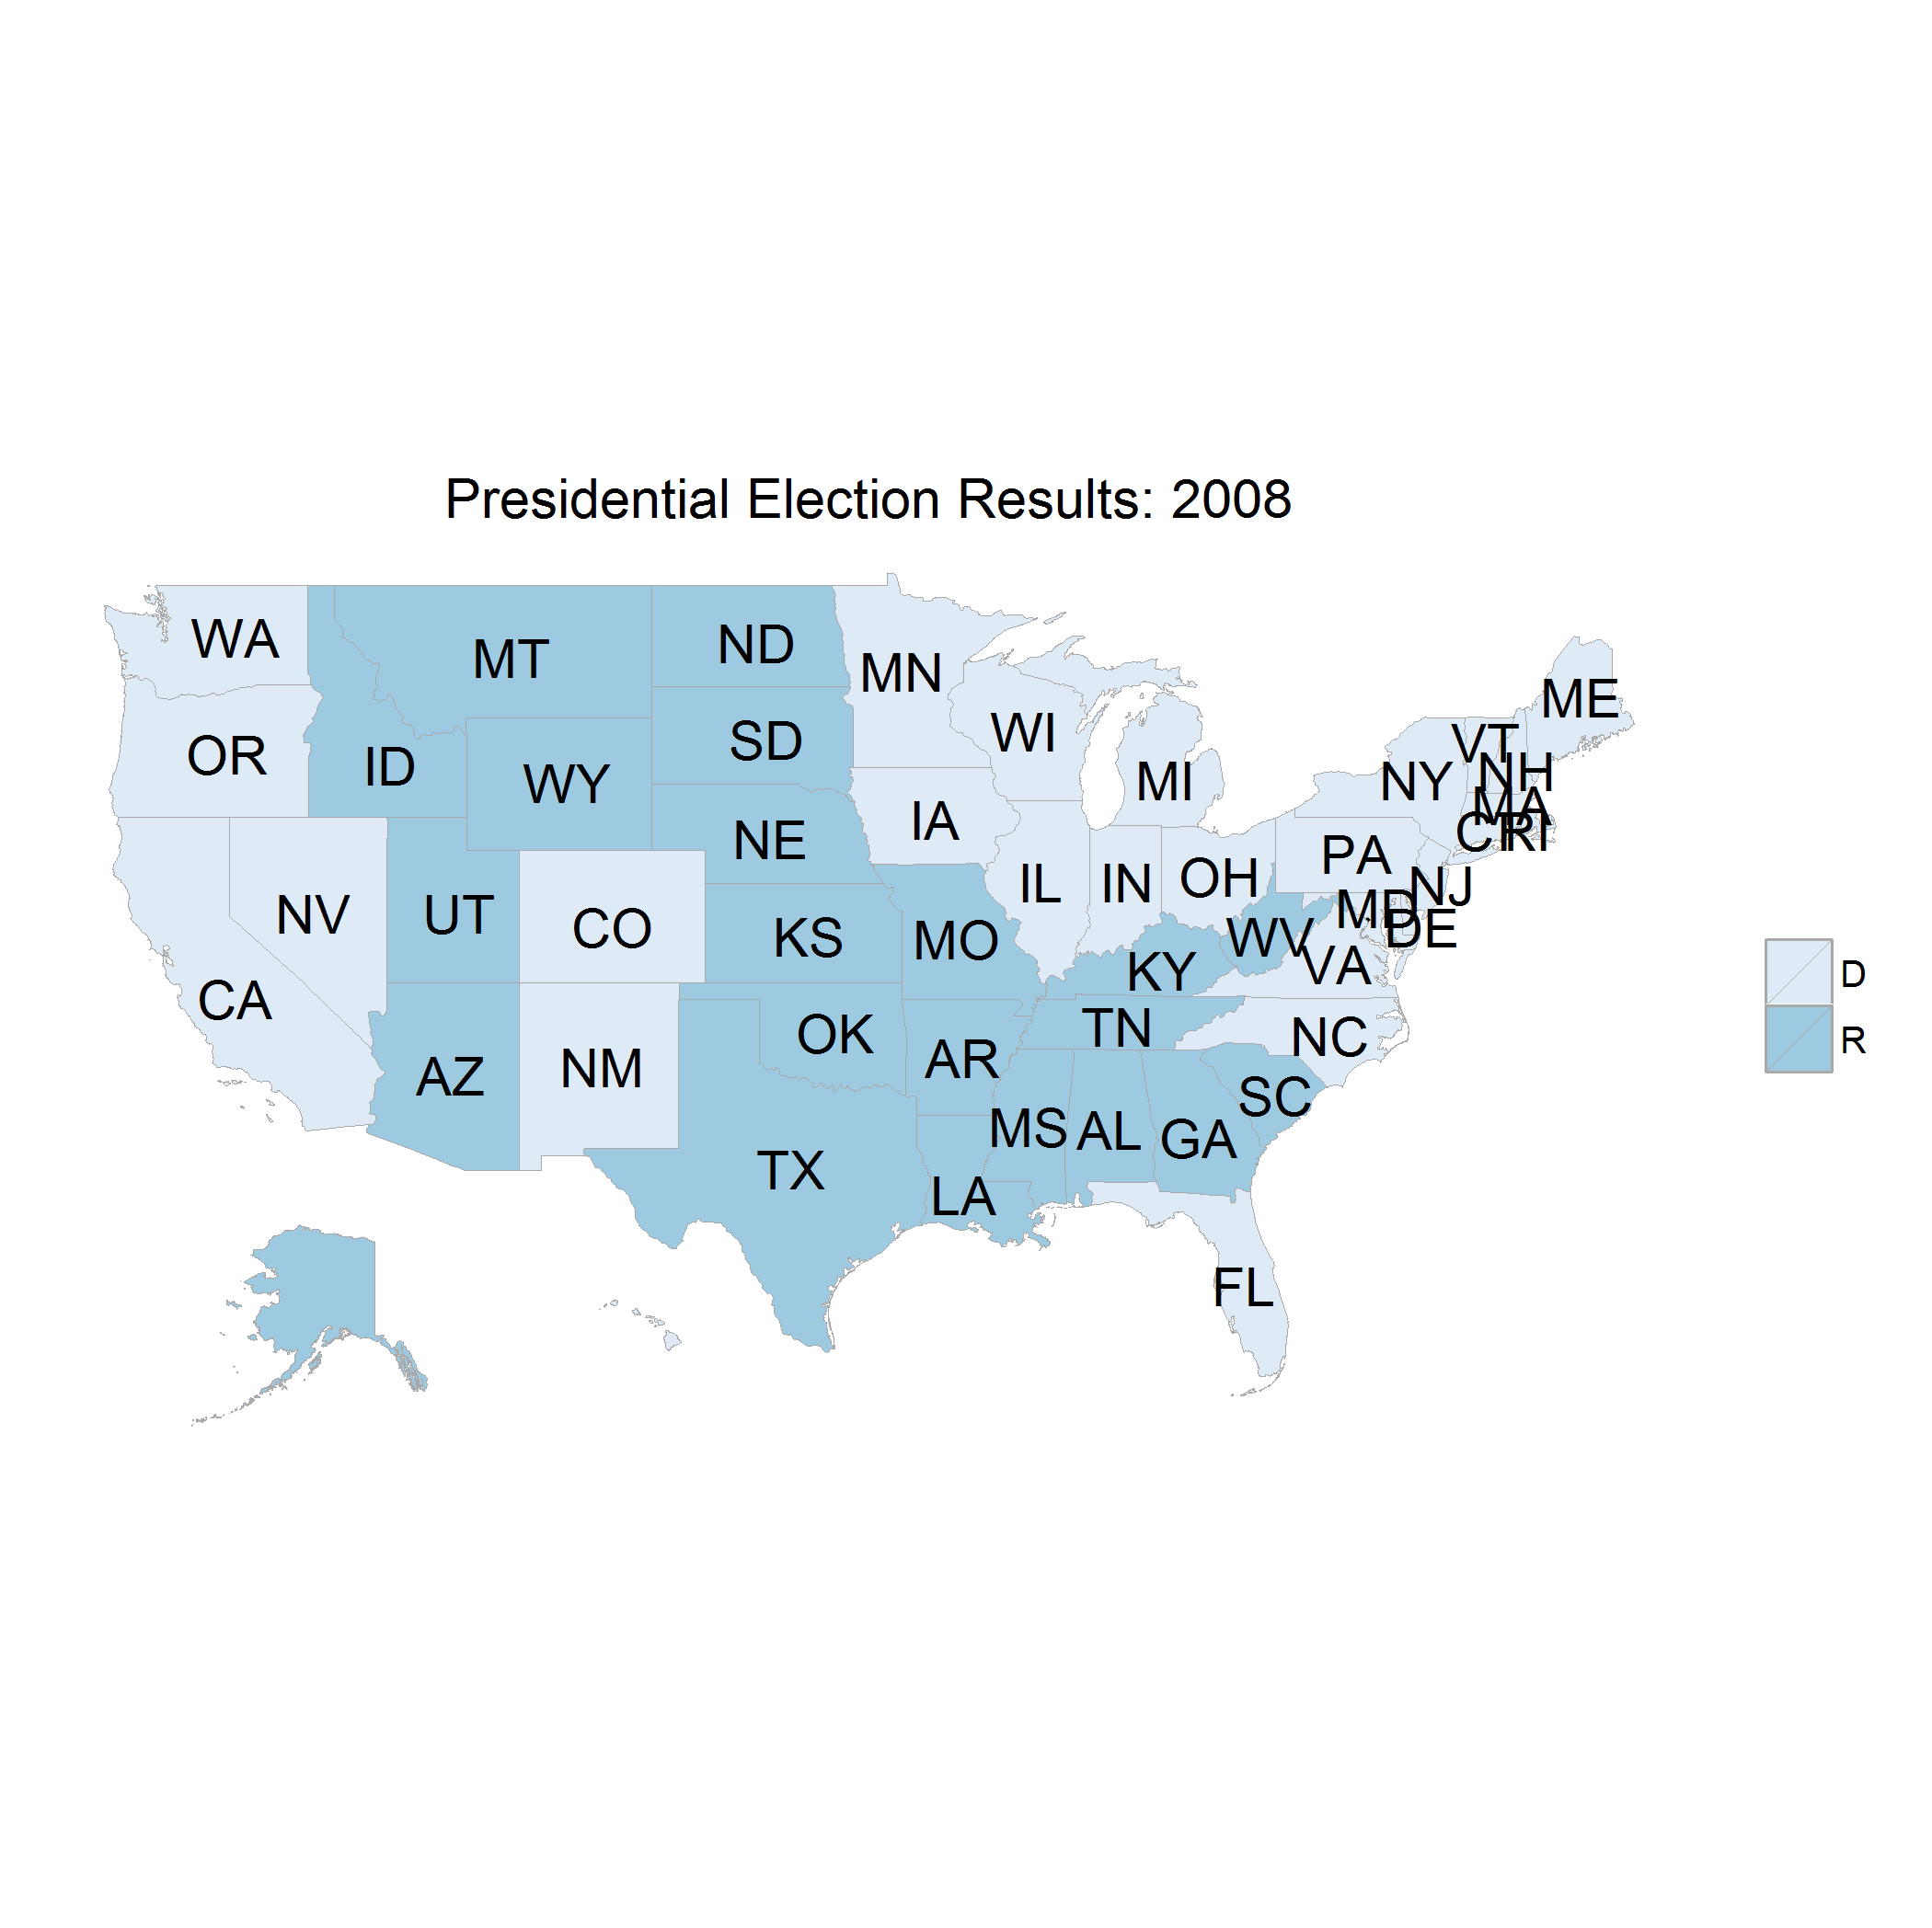 Presidential Election Results: 2008
WA
MT
ND
MN
ME
OR
ID
WY
SD
WI
MI
NY
VT
NH
MA
CT
RI
NE
IA
PA
NV
UT
CO
KS
MO
IL
IN
OH
NJ
MD
DE
WV
VA
KY
CA
AZ
NM
OK
AR
TN
NC
SC
TX
LA
MS
AL
GA
FL
D
R